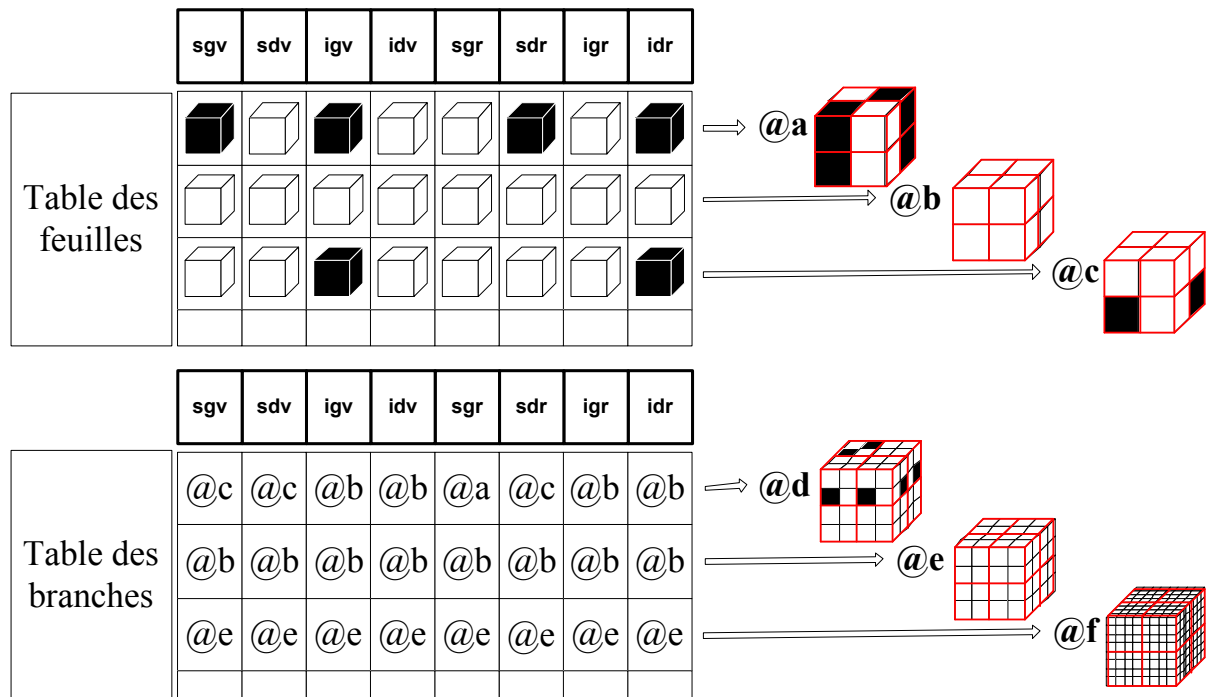 sgv sdv igv idv sgr sdr igr idr
Table des
feuilles
@a
@b
@c
sgv sdv igv idv sgr sdr igr idr
Table des
branches
@c @c @b @b @a @c @b @b
@d
@b @b @b @b @b @b @b @b
@e
@e @e @e @e @e @e @e @e
@f